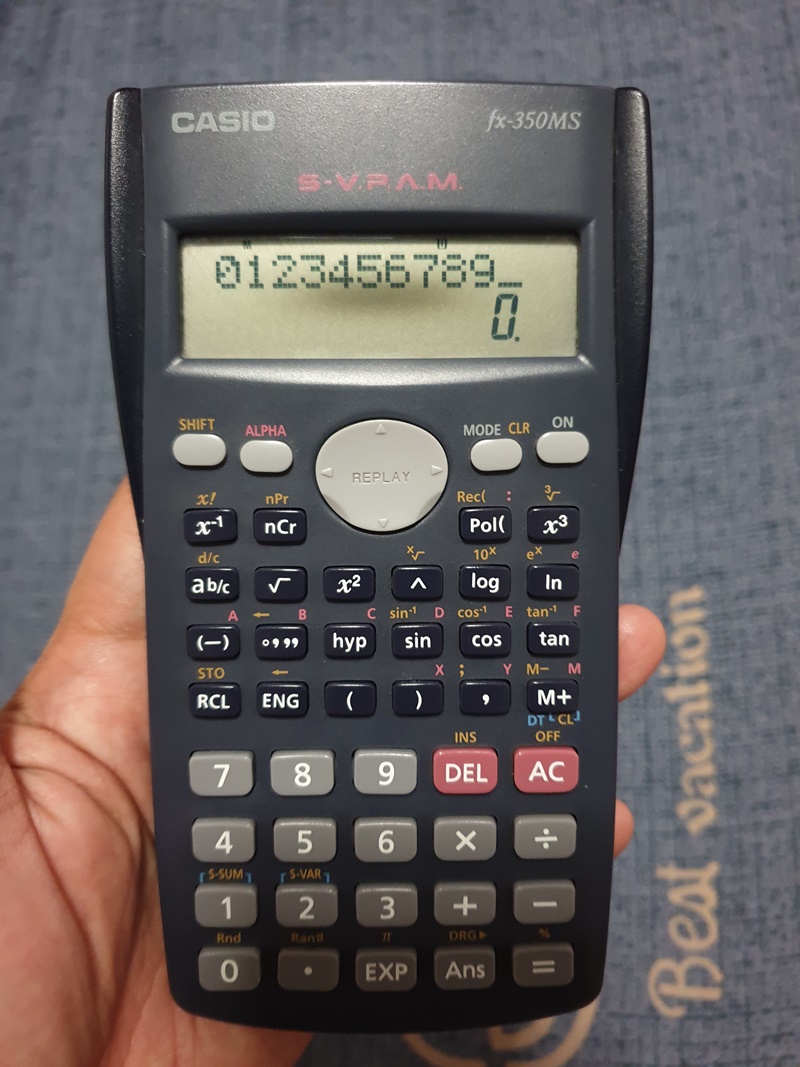 CASIO fx-350MS
S-V.P.A.M.
M D
0123456789_
0.
SHIFT ALPHA MODE CLR ON
REPLAY
x! nPr Rec( : ³√
x⁻¹ nCr Pol( x³
d/c ˣ√ 10ˣ eˣ e
a b/c √ x² ^ log ln
A ← B C sin⁻¹ D cos⁻¹ E tan⁻¹ F
(−) °,,, hyp sin cos tan
STO ← X ; Y M− M
RCL ENG ( ) , M+
DT CL
INS OFF
7 8 9 DEL AC
4 5 6 × ÷
S-SUM S-VAR
1 2 3 + −
Rnd Ran# π DRG▶ %
0 · EXP Ans =
Best vacation